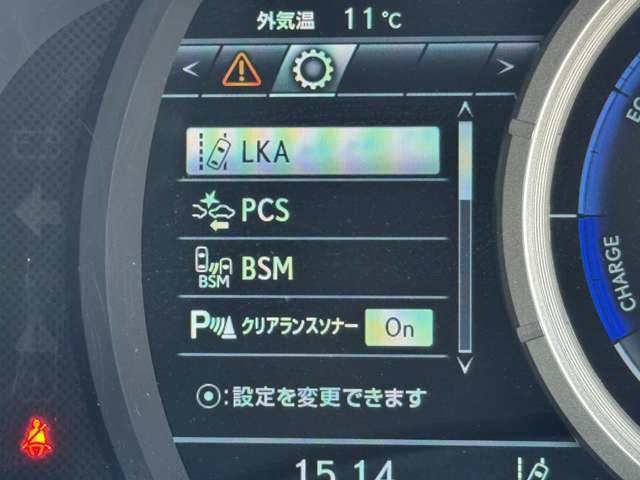 外気温 11℃
< >
LKA
PCS
BSM
BSM
P クリアランスソナー On
⦿:設定を変更できます
15.14
CHARGE